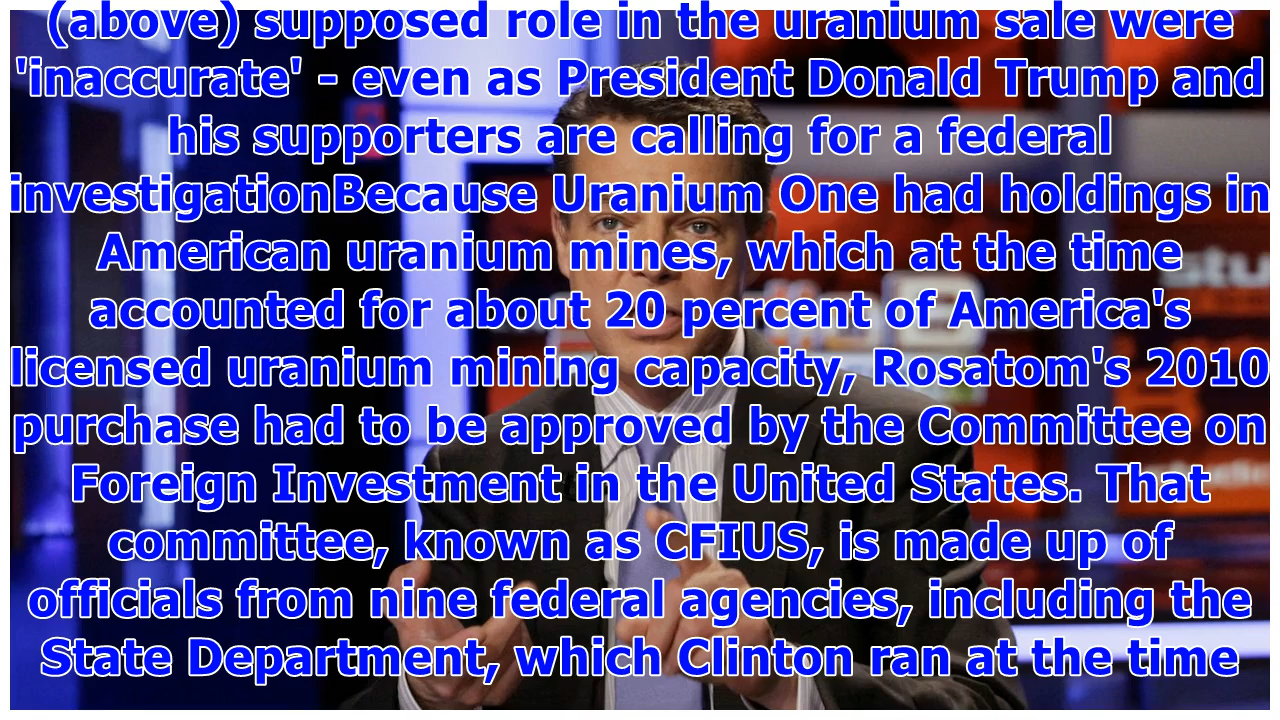 (above) supposed role in the uranium sale were
'inaccurate' - even as President Donald Trump and
his supporters are calling for a federal
investigationBecause Uranium One had holdings in
American uranium mines, which at the time
accounted for about 20 percent of America's
licensed uranium mining capacity, Rosatom's 2010
purchase had to be approved by the Committee on
Foreign Investment in the United States. That
committee, known as CFIUS, is made up of
officials from nine federal agencies, including the
State Department, which Clinton ran at the time